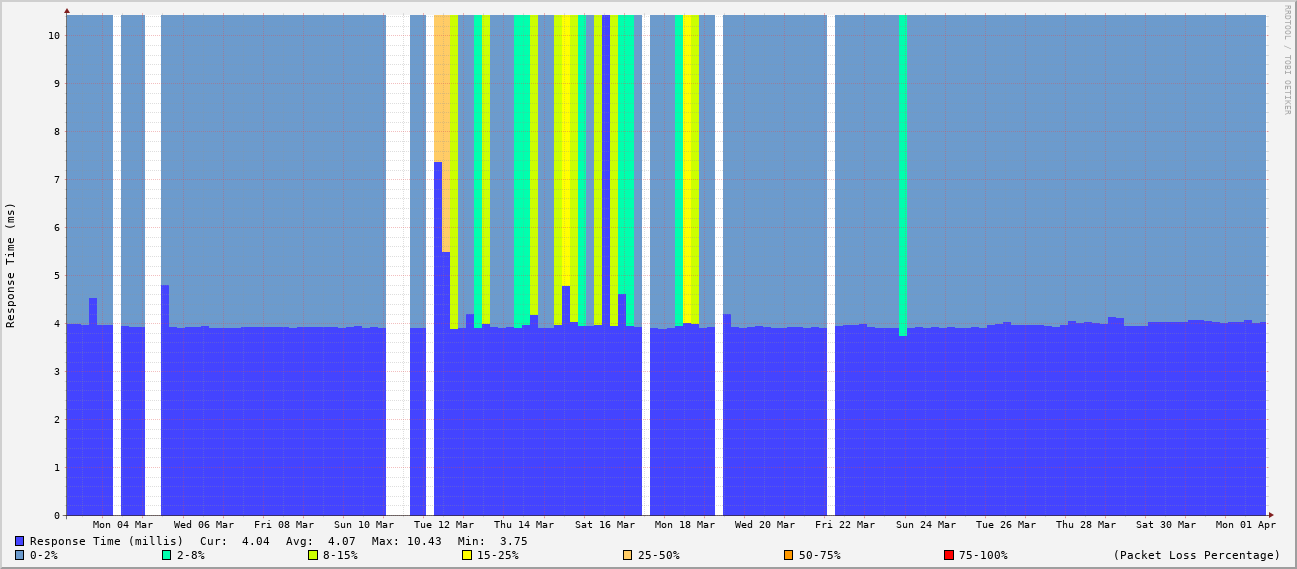 RRDTOOL / TOBI OETIKER
Response Time (ms)
10
9
8
7
6
5
4
3
2
1
0
Mon 04 Mar Wed 06 Mar Fri 08 Mar Sun 10 Mar Tue 12 Mar Thu 14 Mar Sat 16 Mar Mon 18 Mar Wed 20 Mar Fri 22 Mar Sun 24 Mar Tue 26 Mar Thu 28 Mar Sat 30 Mar Mon 01 Apr
Response Time (millis) Cur: 4.04 Avg: 4.07 Max: 10.43 Min: 3.75
0-2% 2-8% 8-15% 15-25% 25-50% 50-75% 75-100% (Packet Loss Percentage)